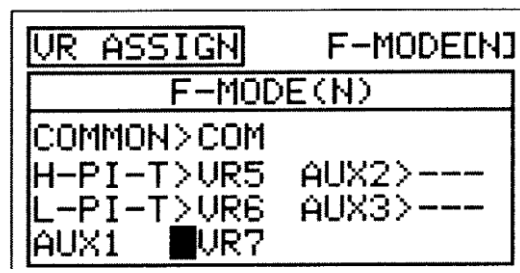 VR ASSIGN F-MODE[N]
F-MODE(N)
COMMON>COM
H-PI-T>VR5 AUX2>---
L-PI-T>VR6 AUX3>---
AUX1 VR7